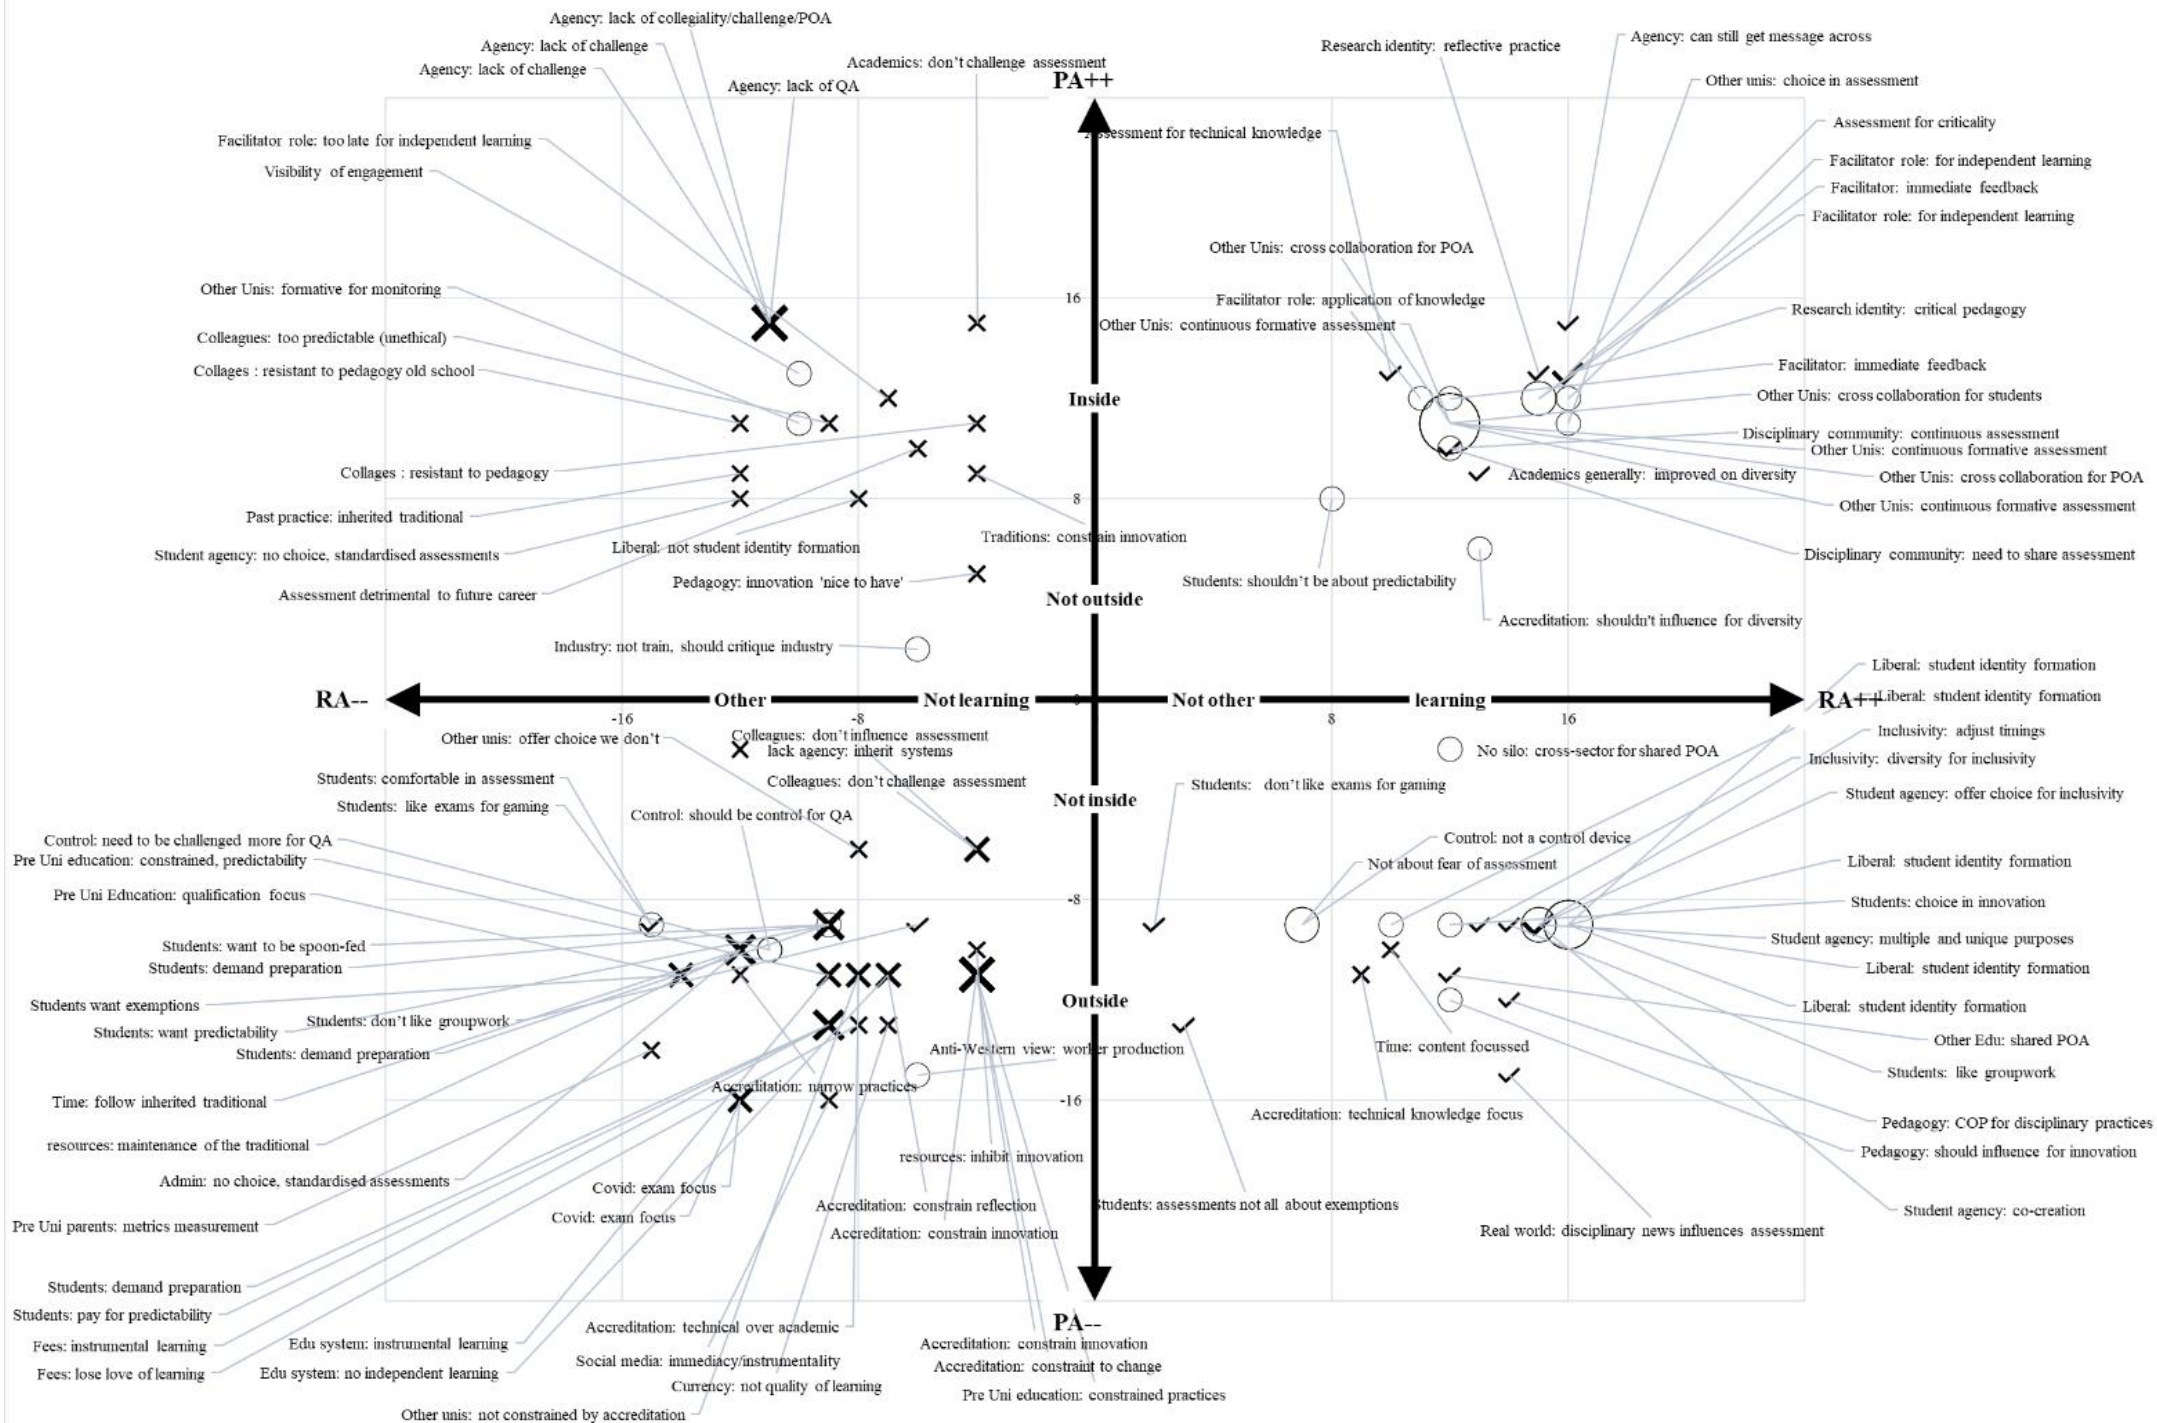 Agency: lack of collegiality/challenge/POA
Agency: lack of challenge
Agency: lack of challenge
Academics: don't challenge assessment
Agency: lack of QA
PA++
Research identity: reflective practice
Agency: can still get message across
Other unis: choice in assessment
Facilitator role: too late for independent learning
Visibility of engagement
Assessment for technical knowledge
Assessment for criticality
Facilitator role: for independent learning
Facilitator: immediate feedback
Facilitator role: for independent learning
Other Unis: cross collaboration for POA
Other Unis: formative for monitoring
16
Facilitator role: application of knowledge
Research identity: critical pedagogy
Other Unis: continuous formative assessment
Colleagues: too predictable (unethical)
Collages : resistant to pedagogy old school
Facilitator: immediate feedback
Inside
Other Unis: cross collaboration for students
Disciplinary community: continuous assessment
Other Unis: continuous formative assessment
Collages : resistant to pedagogy
Academics generally: improved on diversity
Other Unis: cross collaboration for POA
8
Other Unis: continuous formative assessment
Past practice: inherited traditional
Traditions: constrain innovation
Student agency: no choice, standardised assessments
Liberal: not student identity formation
Disciplinary community: need to share assessment
Pedagogy: innovation 'nice to have'
Students: shouldn't be about predictability
Assessment detrimental to future career
Not outside
Accreditation: shouldn't influence for diversity
Industry: not train, should critique industry
Liberal: student identity formation
RA--
Other
Not learning
Not other
learning
RA++
Liberal: student identity formation
-16
-8
8
16
Other unis: offer choice we don't
Colleagues: don't influence assessment
lack agency: inherit systems
Inclusivity: adjust timings
No silo: cross-sector for shared POA
Inclusivity: diversity for inclusivity
Students: comfortable in assessment
Colleagues: don't challenge assessment
Students: don't like exams for gaming
Student agency: offer choice for inclusivity
Students: like exams for gaming
Not inside
Control: should be control for QA
Control: need to be challenged more for QA
Control: not a control device
Pre Uni education: constrained, predictability
Not about fear of assessment
Liberal: student identity formation
Pre Uni Education: qualification focus
-8
Students: choice in innovation
Students: want to be spoon-fed
Student agency: multiple and unique purposes
Students: demand preparation
Liberal: student identity formation
Students want exemptions
Outside
Liberal: student identity formation
Students: don't like groupwork
Students: want predictability
Other Edu: shared POA
Students: demand preparation
Anti-Western view: worker production
Time: content focussed
Students: like groupwork
Accreditation: narrow practices
Time: follow inherited traditional
-16
Accreditation: technical knowledge focus
Pedagogy: COP for disciplinary practices
resources: maintenance of the traditional
resources: inhibit innovation
Pedagogy: should influence for innovation
Admin: no choice, standardised assessments
Covid: exam focus
Accreditation: constrain reflection
Students: assessments not all about exemptions
Student agency: co-creation
Covid: exam focus
Pre Uni parents: metrics measurement
Accreditation: constrain innovation
Real world: disciplinary news influences assessment
Students: demand preparation
Students: pay for predictability
PA--
Accreditation: technical over academic
Fees: instrumental learning
Edu system: instrumental learning
Accreditation: constrain innovation
Social media: immediacy/instrumentality
Accreditation: constraint to change
Fees: lose love of learning
Edu system: no independent learning
Currency: not quality of learning
Pre Uni education: constrained practices
Other unis: not constrained by accreditation